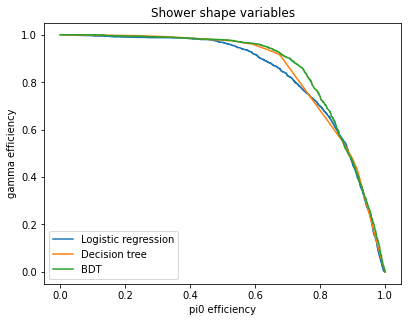 Shower shape variables
gamma efficiency
1.0
0.8
0.6
0.4
0.2
0.0
Logistic regression
Decision tree
BDT
0.0 0.2 0.4 0.6 0.8 1.0
pi0 efficiency